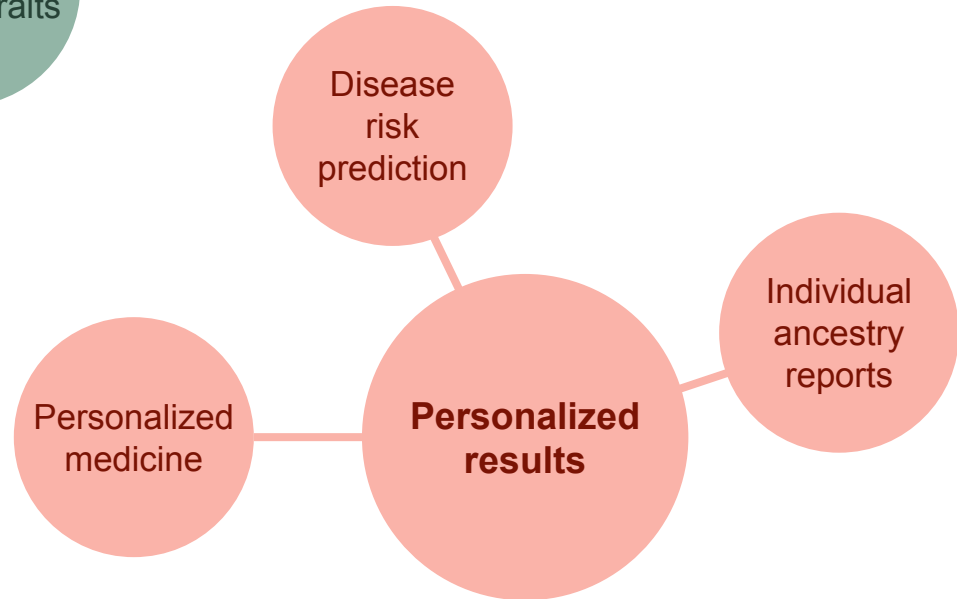 Disease
risk
prediction
Individual
ancestry
reports
Personalized
medicine
Personalized
results